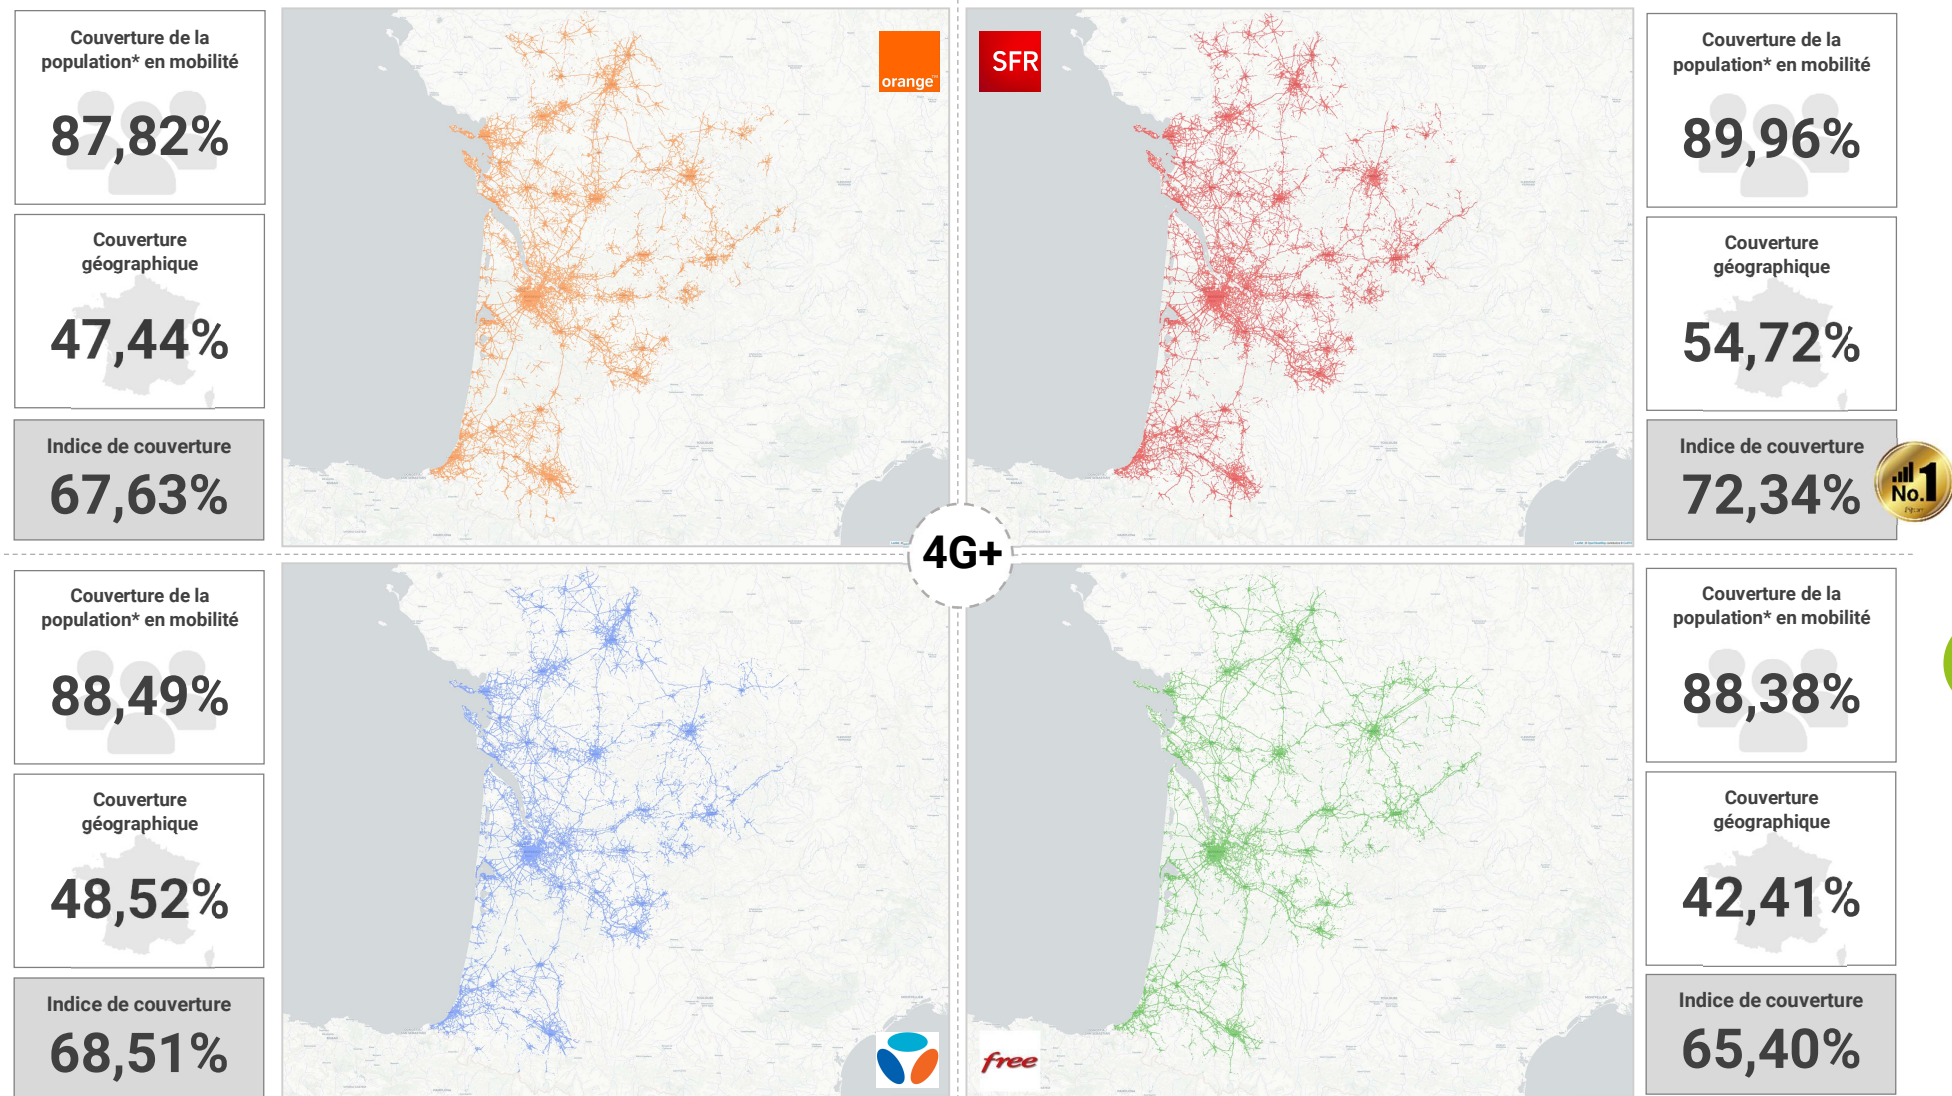 Couverture de la
population* en mobilité
87,82%
Couverture
géographique
47,44%
Indice de couverture
67,63%
orange™
SFR
Couverture de la
population* en mobilité
89,96%
Couverture
géographique
54,72%
Indice de couverture
72,34%
No.1
4G+
Couverture de la
population* en mobilité
88,49%
Couverture
géographique
48,52%
Indice de couverture
68,51%
free
Couverture de la
population* en mobilité
88,38%
Couverture
géographique
42,41%
Indice de couverture
65,40%